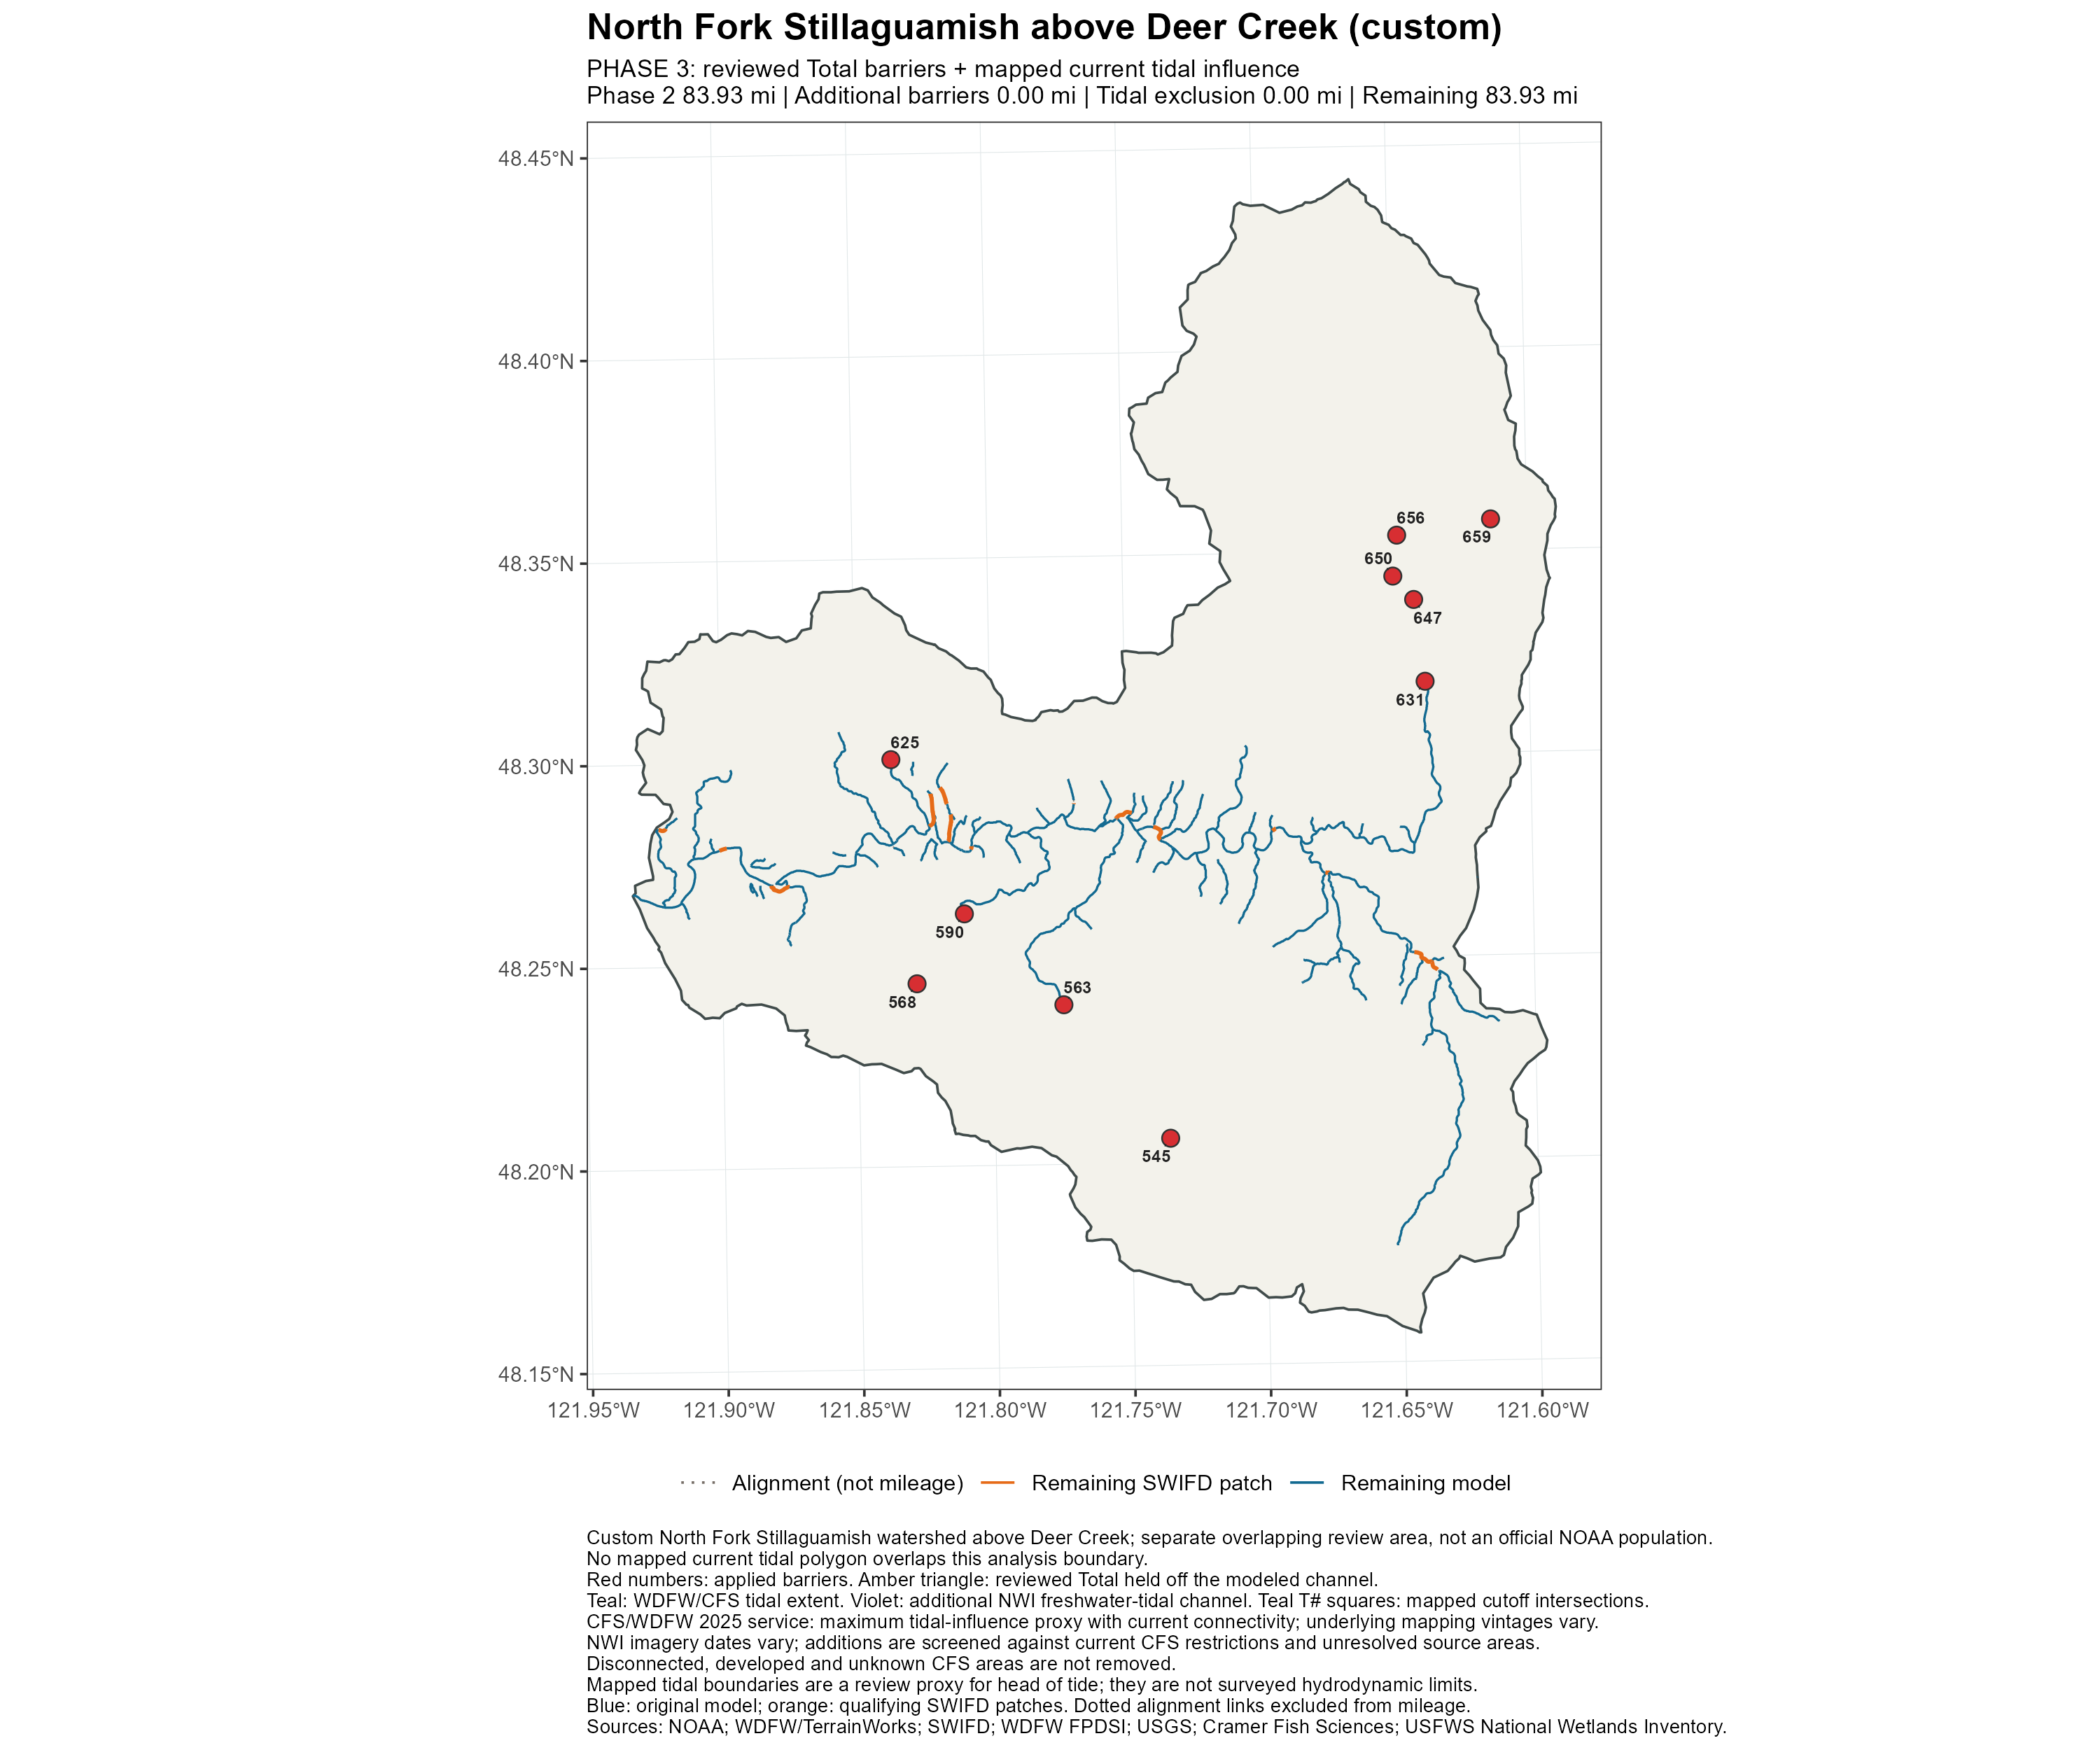 North Fork Stillaguamish above Deer Creek (custom)
PHASE 3: reviewed Total barriers + mapped current tidal influence
Phase 2 83.93 mi | Additional barriers 0.00 mi | Tidal exclusion 0.00 mi | Remaining 83.93 mi
48.45°N
48.40°N
48.35°N
48.30°N
48.25°N
48.20°N
48.15°N
656
659
650
647
631
625
590
568
563
545
121.95°W 121.90°W 121.85°W 121.80°W 121.75°W 121.70°W 121.65°W 121.60°W
Alignment (not mileage) Remaining SWIFD patch Remaining model
Custom North Fork Stillaguamish watershed above Deer Creek; separate overlapping review area, not an official NOAA population.
No mapped current tidal polygon overlaps this analysis boundary.
Red numbers: applied barriers. Amber triangle: reviewed Total held off the modeled channel.
Teal: WDFW/CFS tidal extent. Violet: additional NWI freshwater-tidal channel. Teal T# squares: mapped cutoff intersections.
CFS/WDFW 2025 service: maximum tidal-influence proxy with current connectivity; underlying mapping vintages vary.
NWI imagery dates vary; additions are screened against current CFS restrictions and unresolved source areas.
Disconnected, developed and unknown CFS areas are not removed.
Mapped tidal boundaries are a review proxy for head of tide; they are not surveyed hydrodynamic limits.
Blue: original model; orange: qualifying SWIFD patches. Dotted alignment links excluded from mileage.
Sources: NOAA; WDFW/TerrainWorks; SWIFD; WDFW FPDSI; USGS; Cramer Fish Sciences; USFWS National Wetlands Inventory.